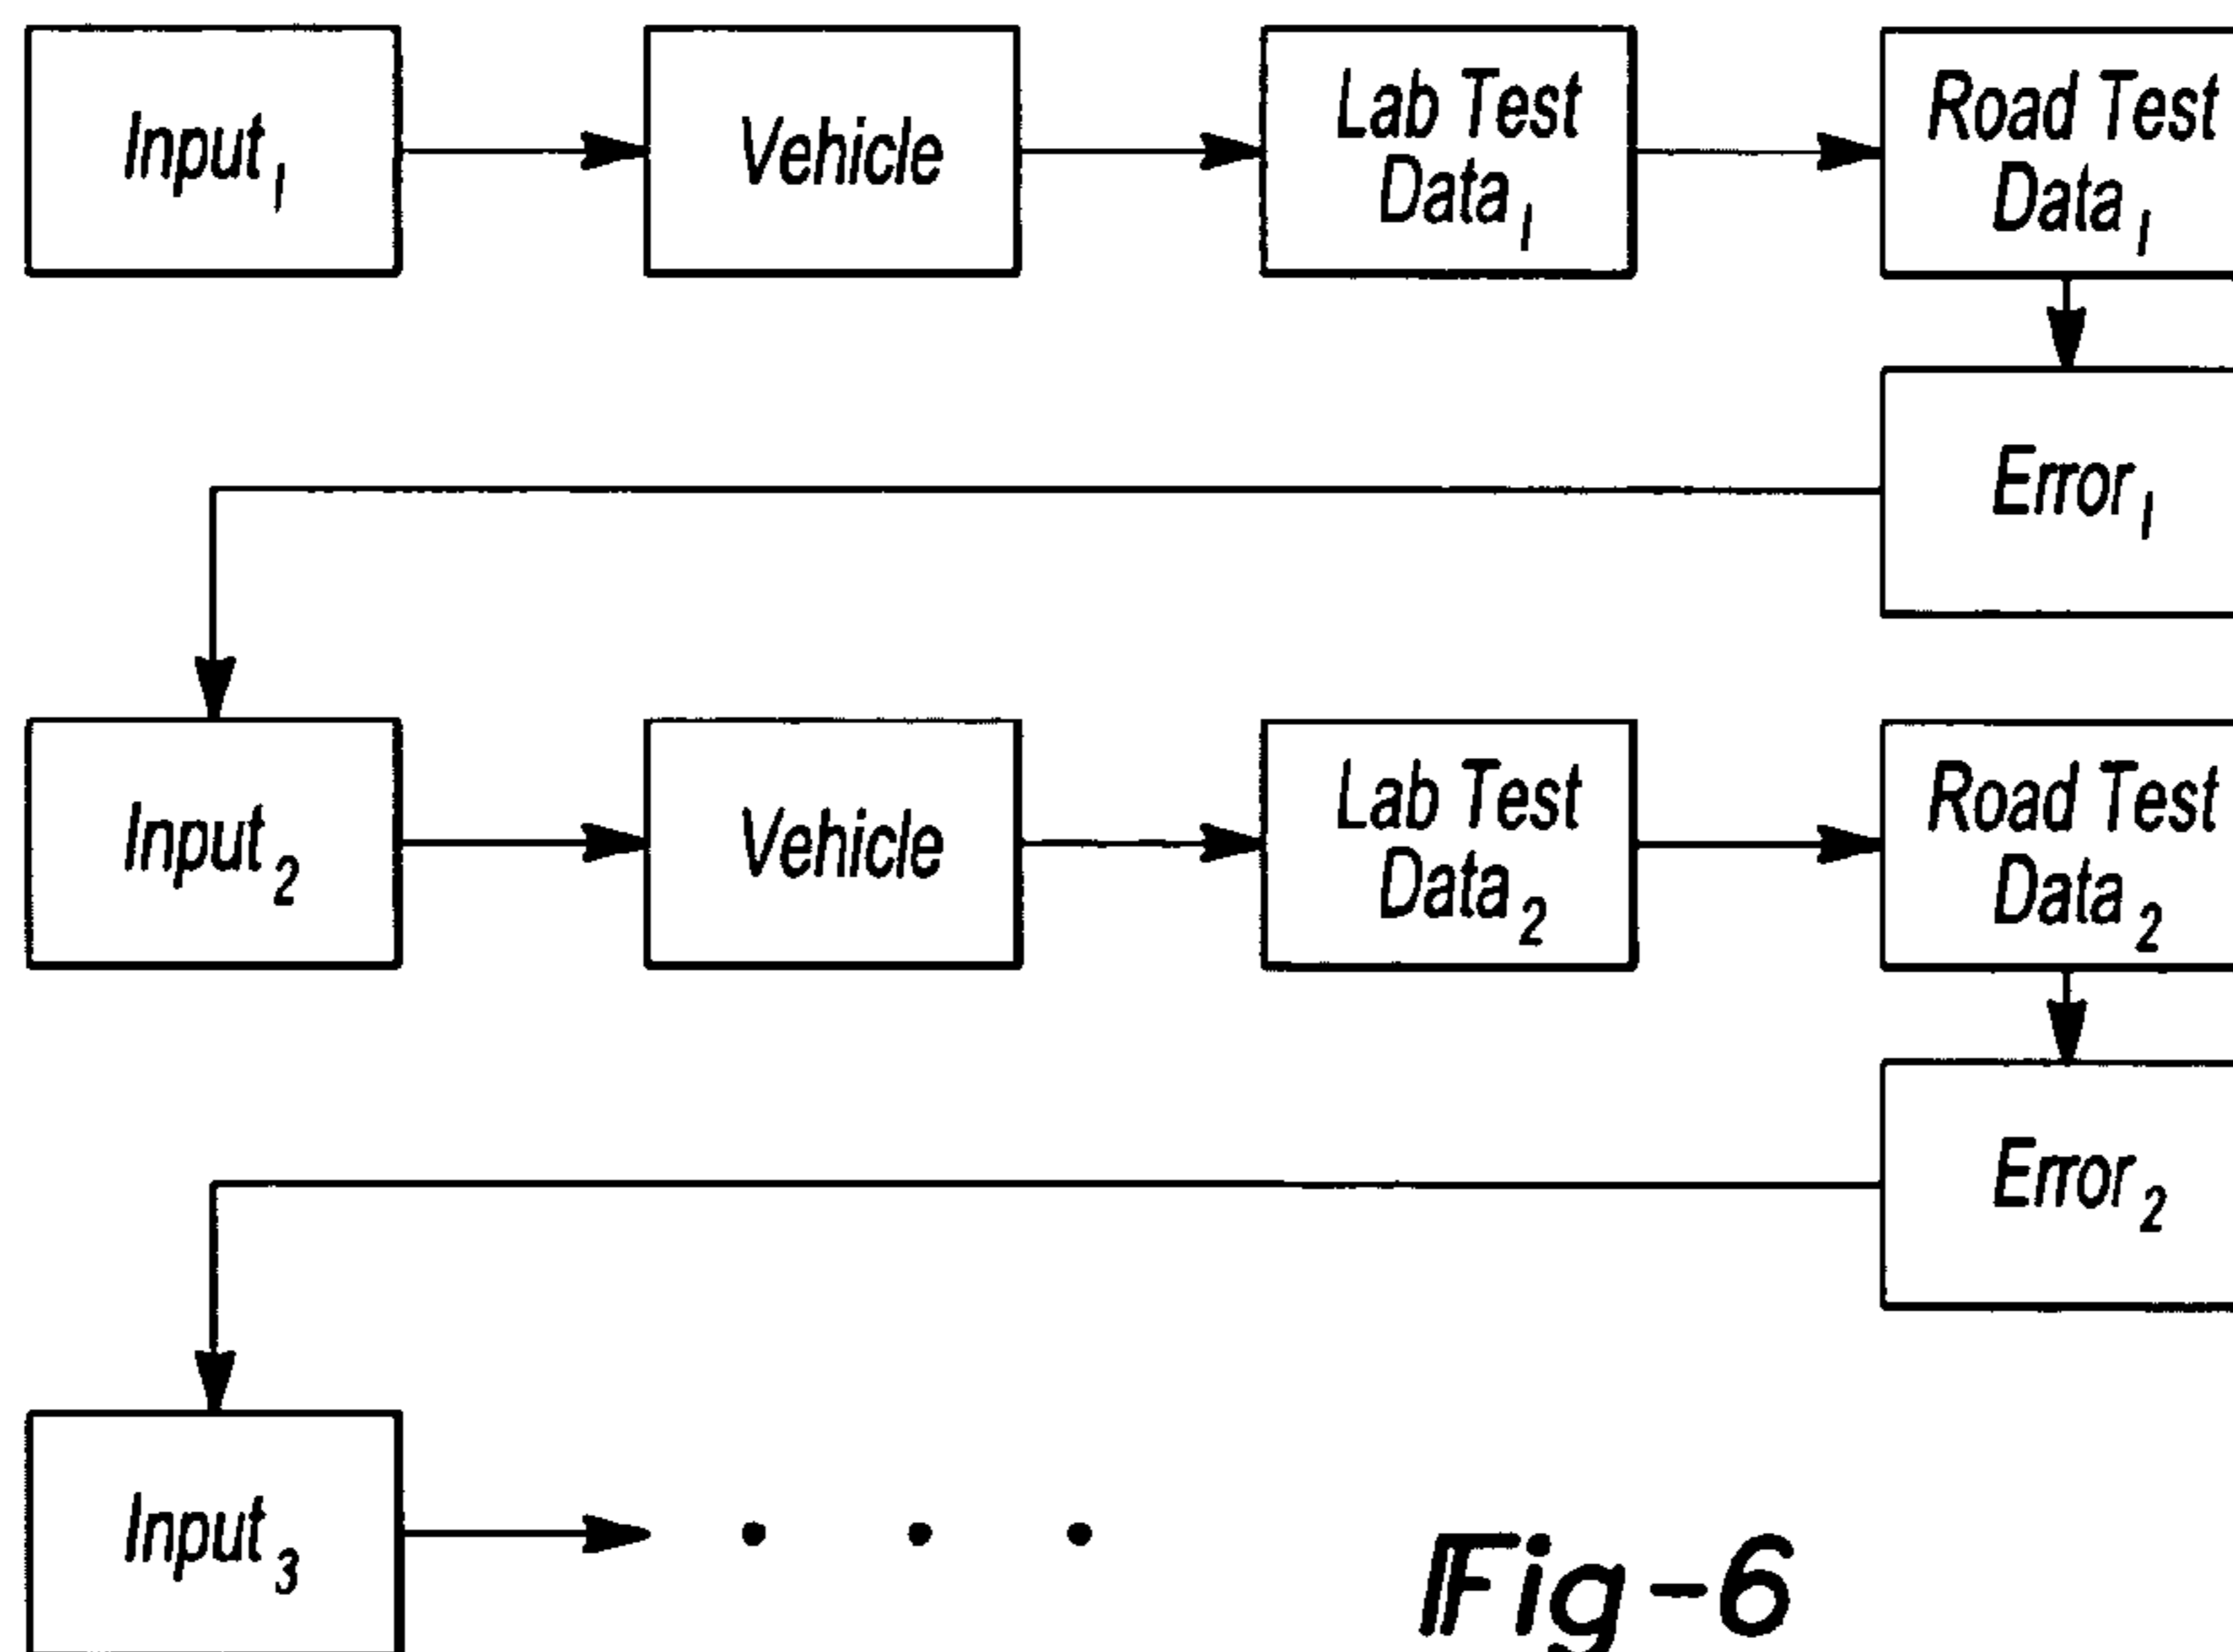 Input₁
Vehicle
Lab Test
Data₁
Road Test
Data₁
Error₁
Input₂
Vehicle
Lab Test
Data₂
Road Test
Data₂
Error₂
Input₃
• • •
Fig-6